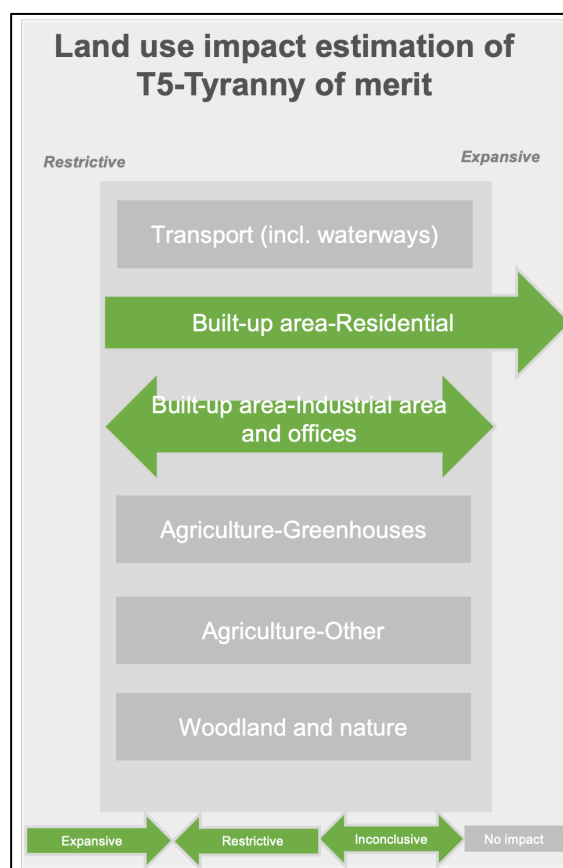 Land use impact estimation of
T5-Tyranny of merit
Restrictive
Expansive
Transport (incl. waterways)
Built-up area-Residential
Built-up area-Industrial area
and offices
Agriculture-Greenhouses
Agriculture-Other
Woodland and nature
Expansive
Restrictive
Inconclusive
No impact